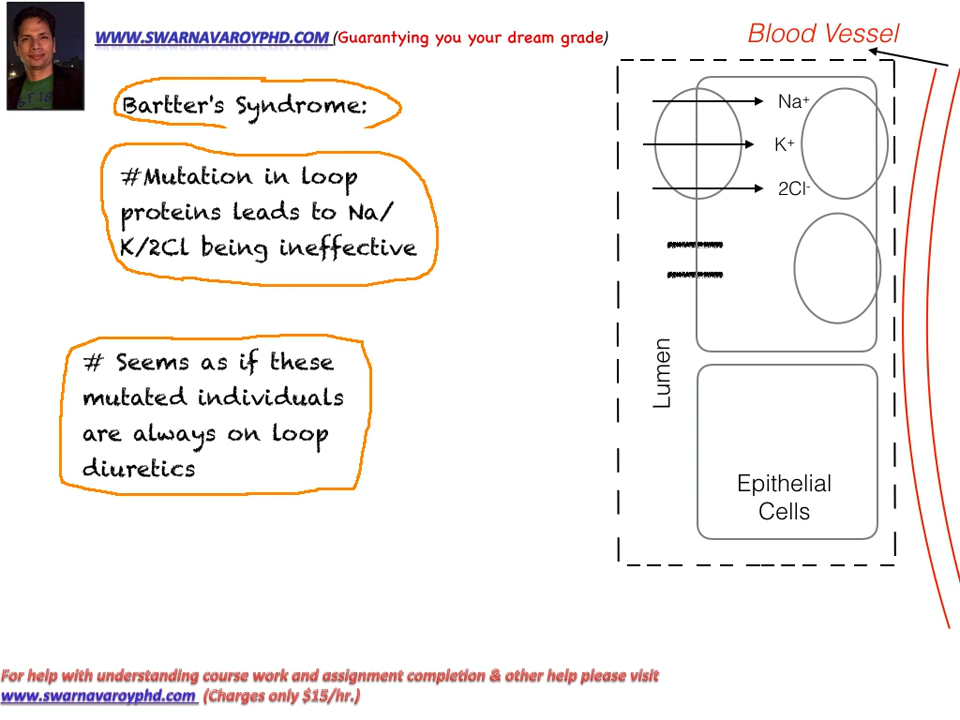 WWW.SWARNAVAROYPHD.COM (Guarantying you your dream grade)
Blood Vessel
Bartter's Syndrome:
#Mutation in loop
proteins leads to Na/
K/2Cl being ineffective
# Seems as if these
mutated individuals
are always on loop
diuretics
Na+
K+
2Cl-
Lumen
Epithelial
Cells
For help with understanding course work and assignment completion & other help please visit
www.swarnavaroyphd.com (Charges only $15/hr.)